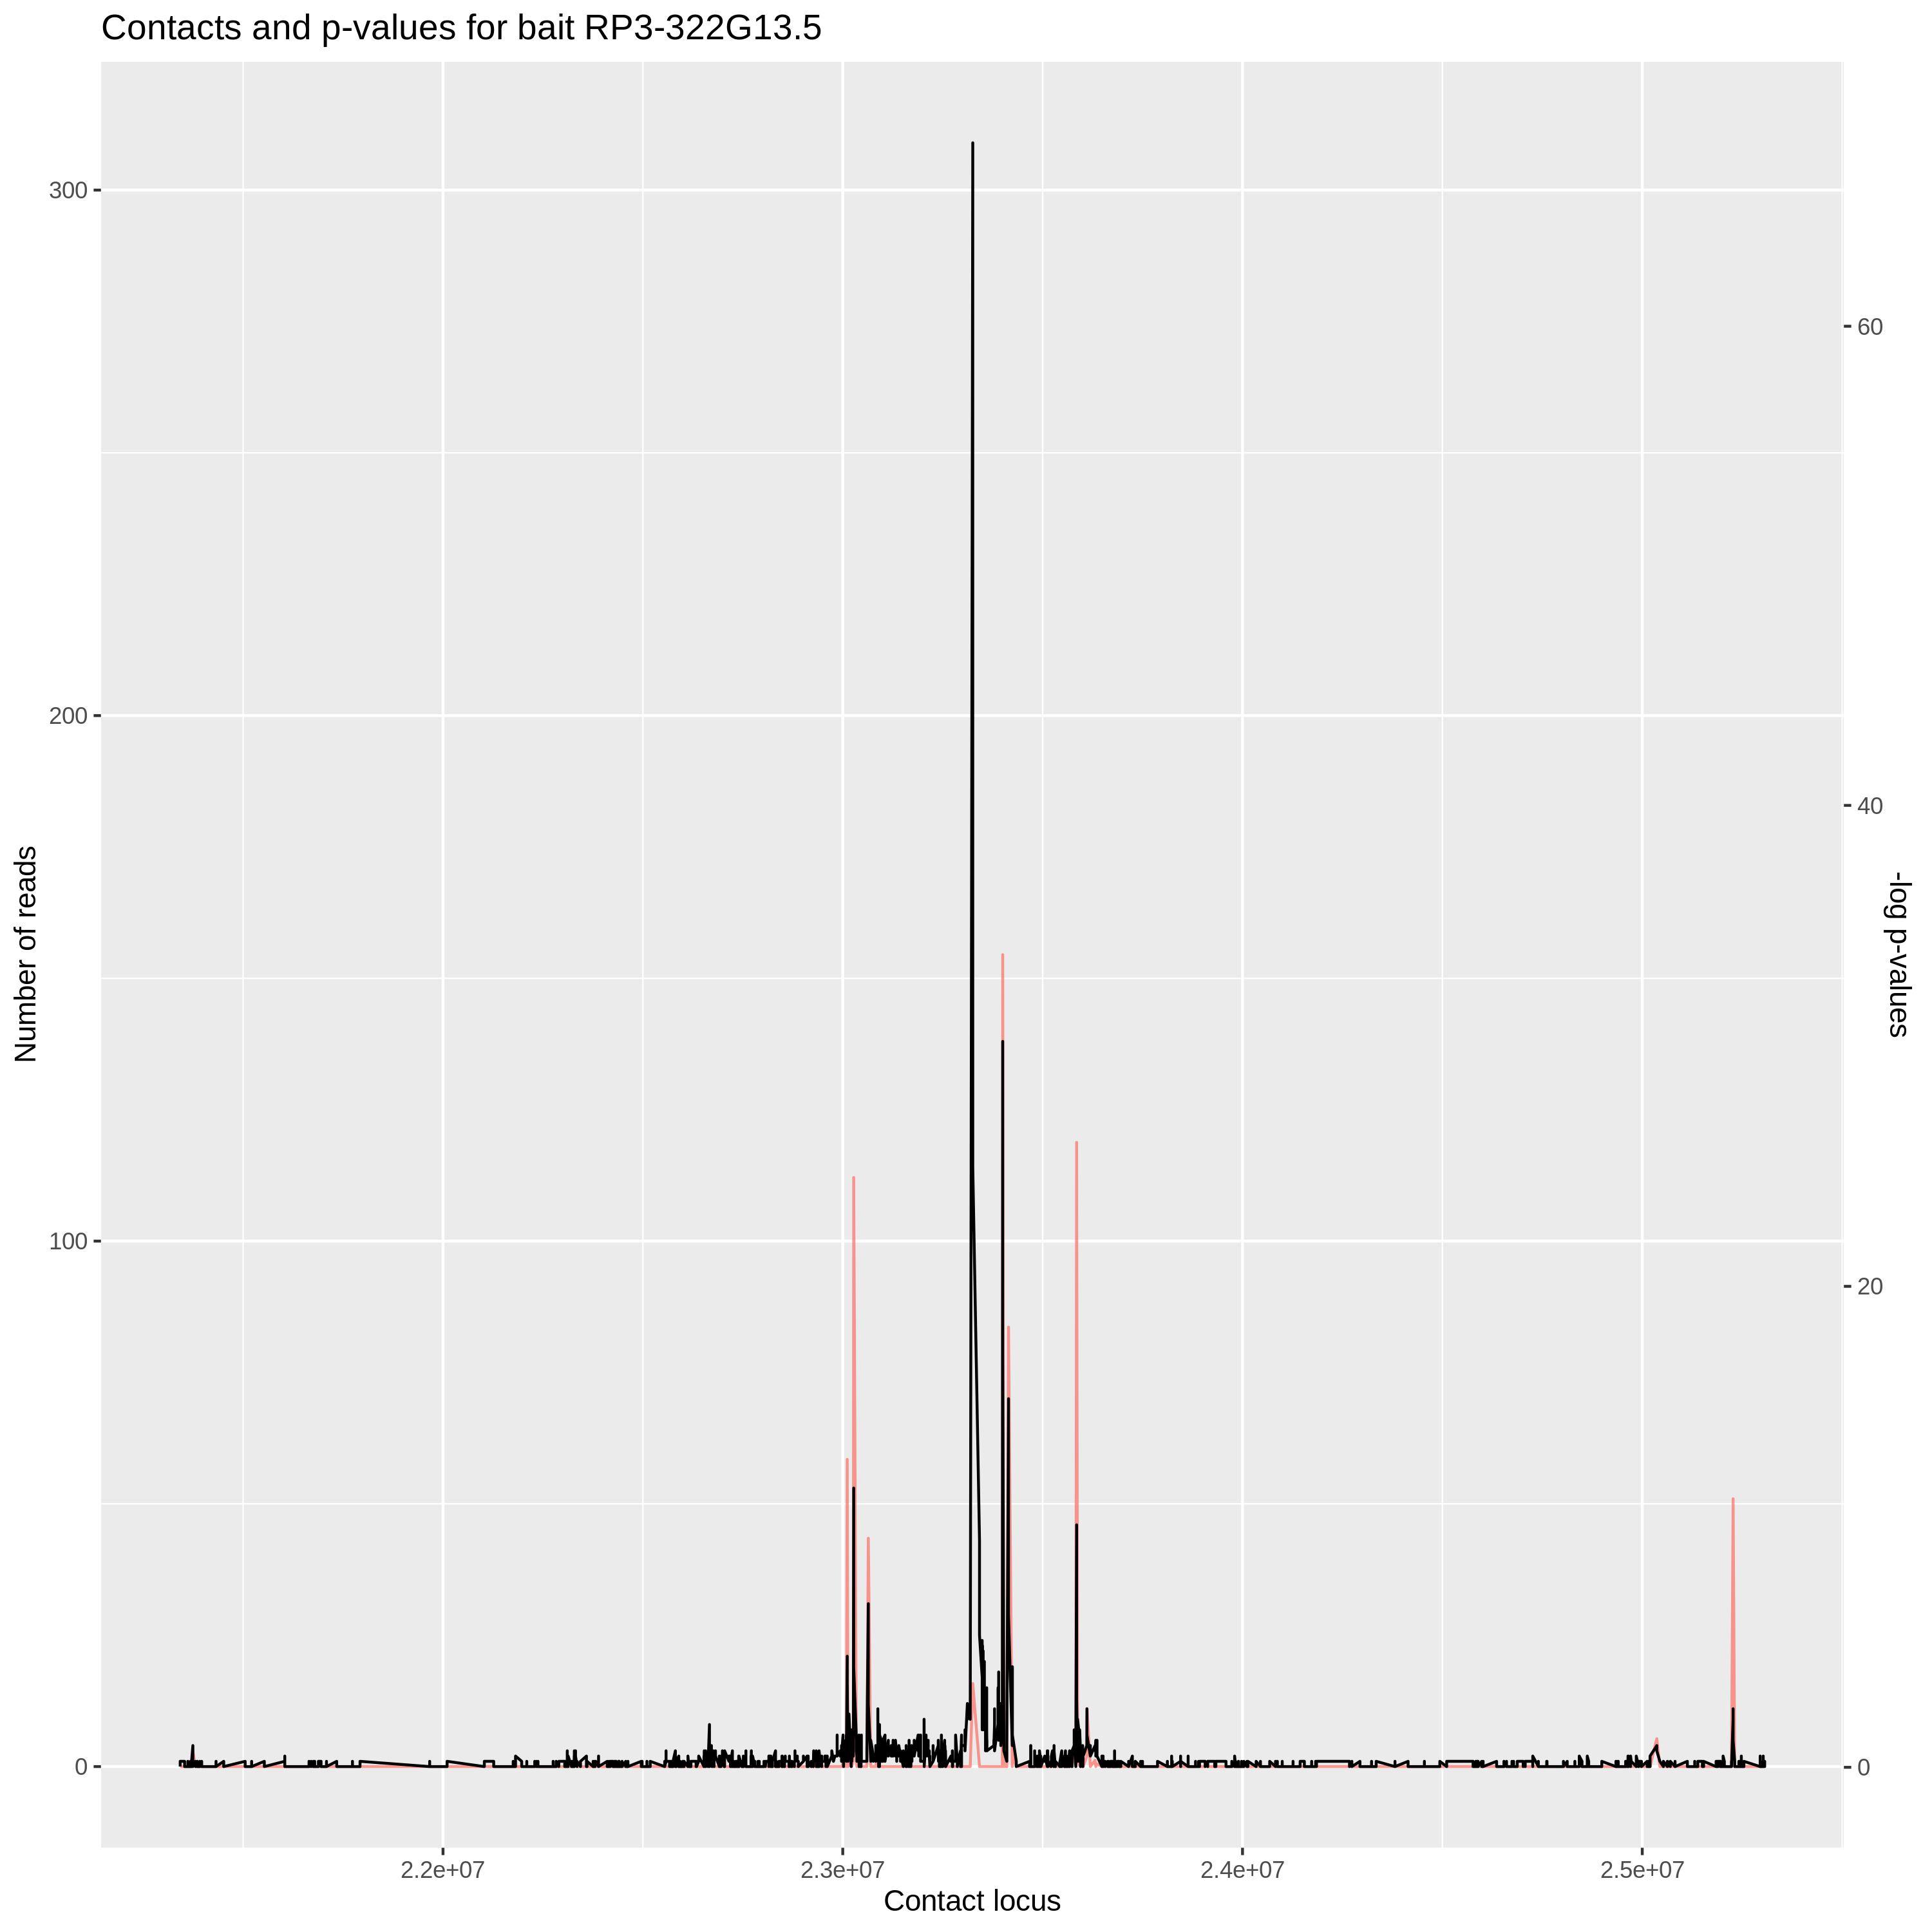 Contacts and p-values for bait RP3-322G13.5
300
200
100
0
Number of reads
60
40
20
0
-log p-values
2.2e+07
2.3e+07
2.4e+07
2.5e+07
Contact locus